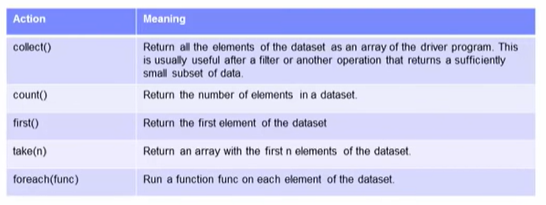 Action Meaning
collect() Return all the elements of the dataset as an array of the driver program. This
is usually useful after a filter or another operation that returns a sufficiently
small subset of data.
count() Return the number of elements in a dataset.
first() Return the first element of the dataset
take(n) Return an array with the first n elements of the dataset.
foreach(func) Run a function func on each element of the dataset.